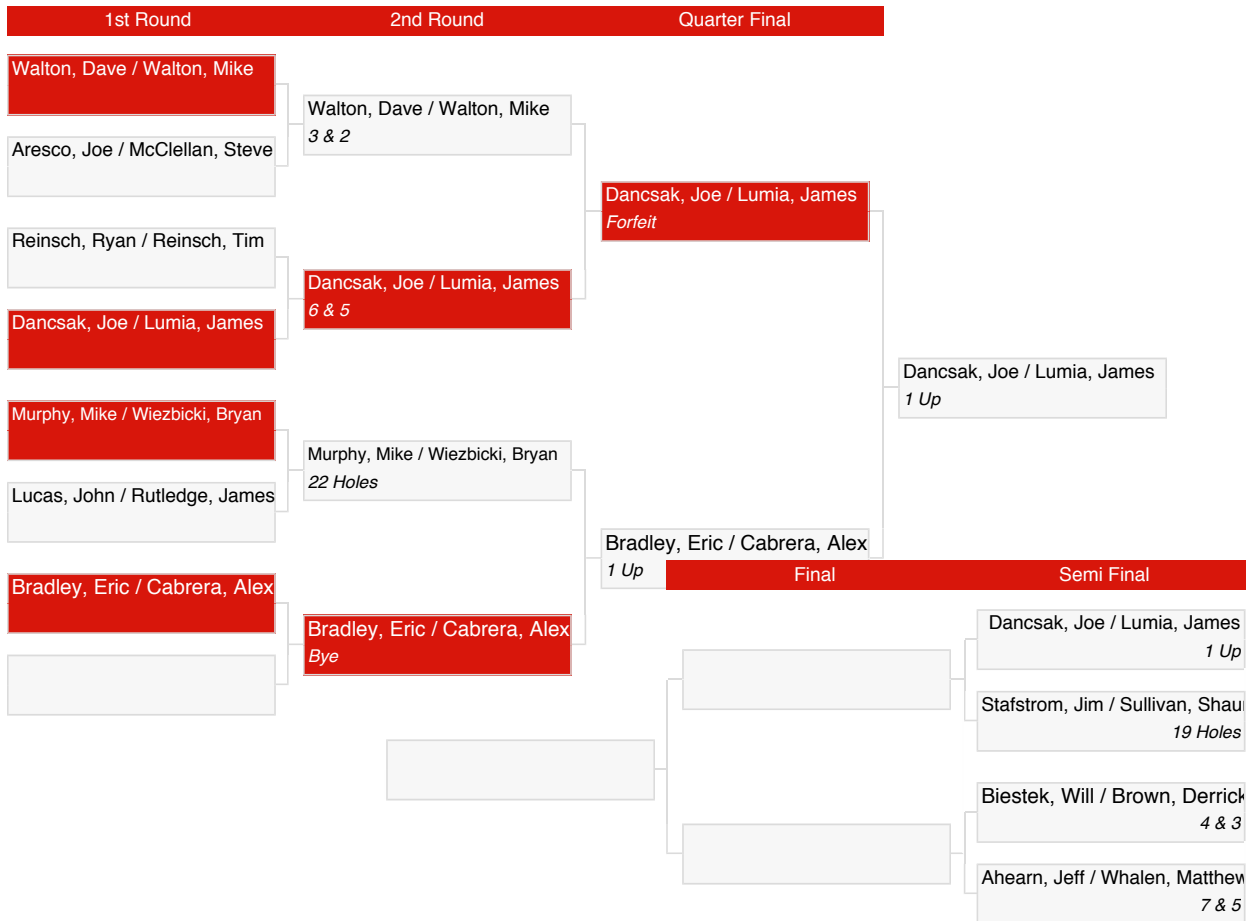 1st Round
2nd Round
Quarter Final
Walton, Dave / Walton, Mike
Aresco, Joe / McClellan, Steve
Reinsch, Ryan / Reinsch, Tim
Dancsak, Joe / Lumia, James
Murphy, Mike / Wiezbicki, Bryan
Lucas, John / Rutledge, James
Bradley, Eric / Cabrera, Alex
Walton, Dave / Walton, Mike
3 & 2
Dancsak, Joe / Lumia, James
6 & 5
Murphy, Mike / Wiezbicki, Bryan
22 Holes
Bradley, Eric / Cabrera, Alex
Bye
Dancsak, Joe / Lumia, James
Forfeit
Bradley, Eric / Cabrera, Alex
1 Up
Dancsak, Joe / Lumia, James
1 Up
Final
Semi Final
Dancsak, Joe / Lumia, James
1 Up
Stafstrom, Jim / Sullivan,
19 Holes
Biestek, Will / Brown, Derrick
4 & 3
Ahearn, Jeff / Whalen, Matthew
7 & 5